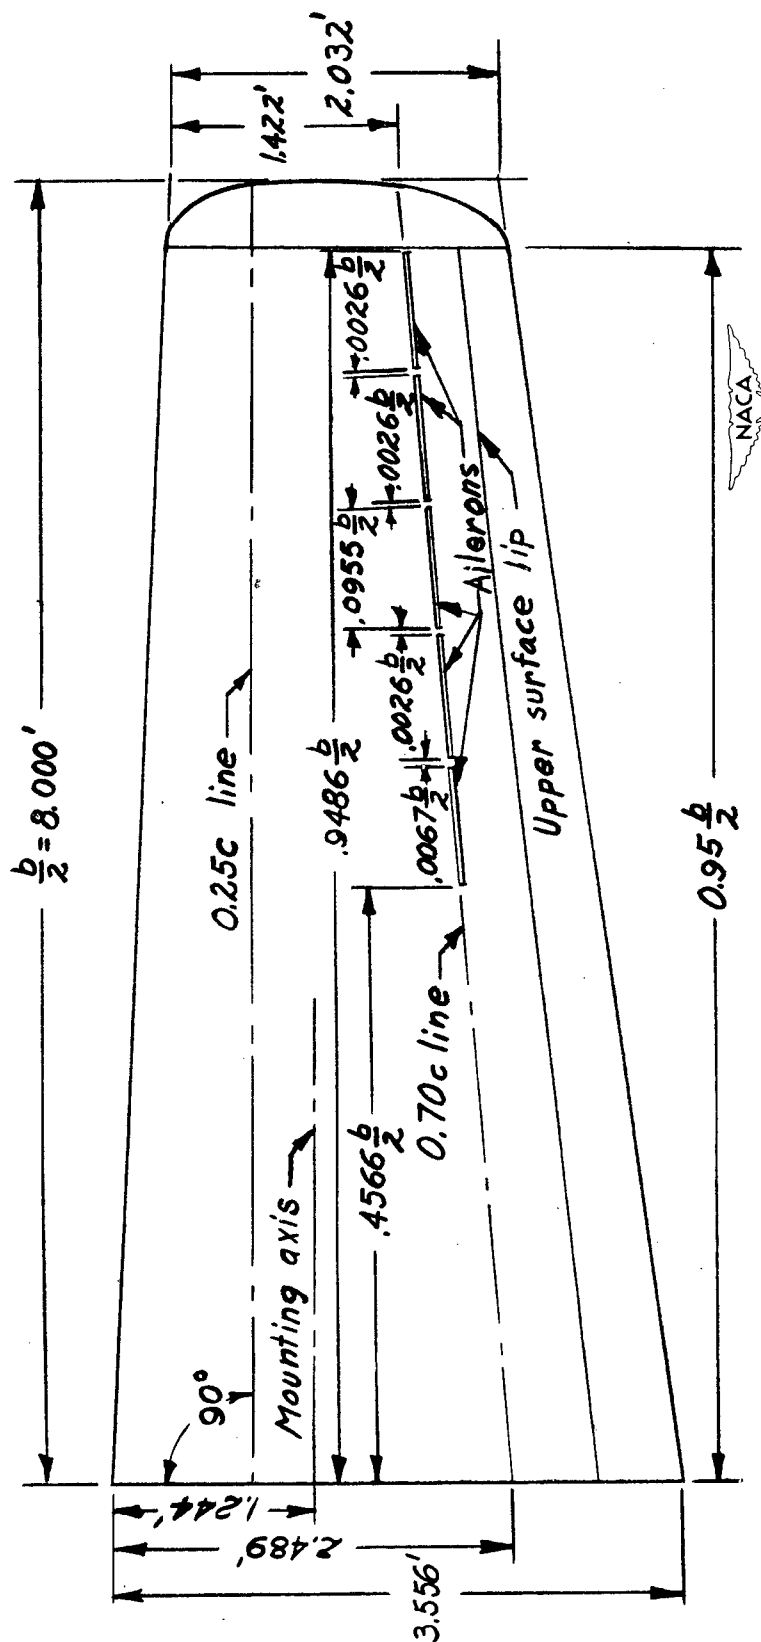 b/2 = 8.000'
0.25c line
90°
Mounting axis
.9486 b/2
.4566 b/2
0.70c line
.0067 b/2
.0026 b/2
.0955 b/2
.0026 b/2
.0026 b/2
Ailerons
Upper surface lip
0.95 b/2
1.244'
2.489'
3.556'
1.422'
2.032'
NACA